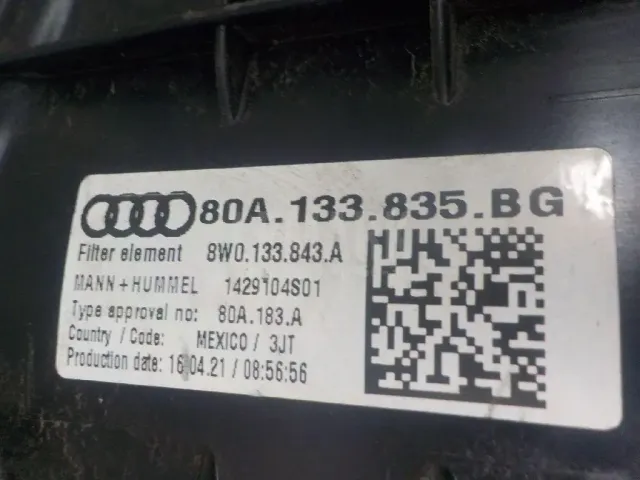 80A.133.835.BG
Filter element 8W0.133.843.A
MANN+HUMMEL 1429104S01
Type approval no: 80A.183.A
Country / Code: MEXICO / 3JT
Production date: 16.04.21 / 08:56:56